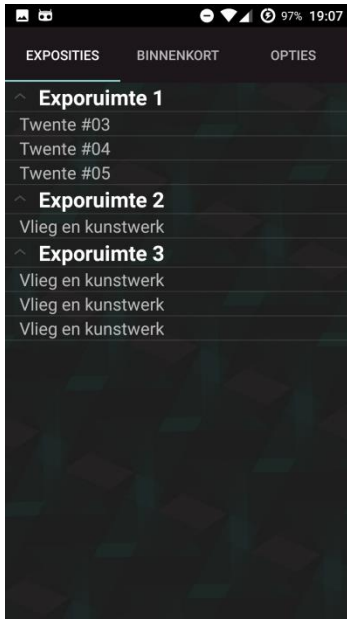 97% 19:07
EXPOSITIES BINNENKORT OPTIES
Exporuimte 1
Twente #03
Twente #04
Twente #05
Exporuimte 2
Vlieg en kunstwerk
Exporuimte 3
Vlieg en kunstwerk
Vlieg en kunstwerk
Vlieg en kunstwerk